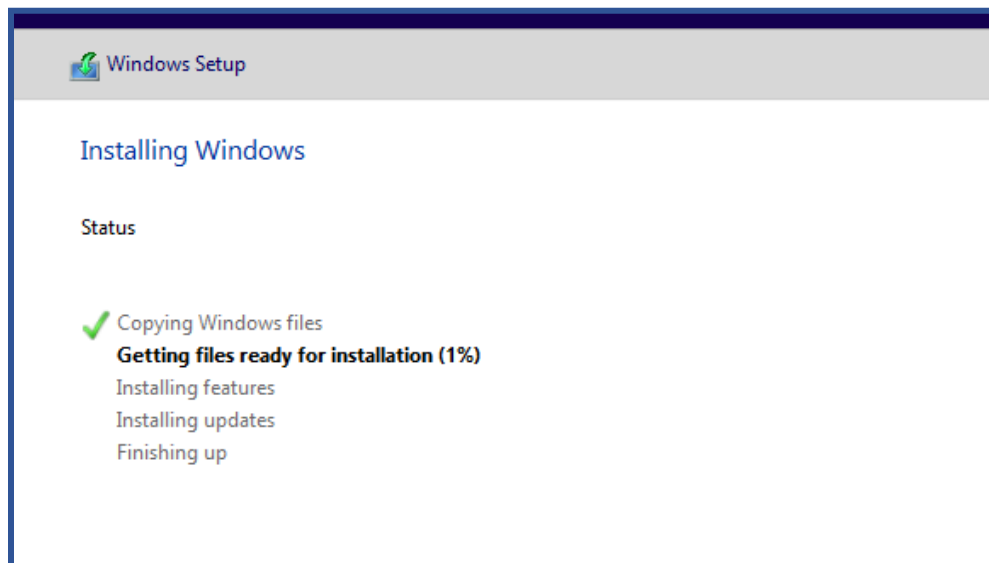 Windows Setup
Installing Windows
Status
Copying Windows files
Getting files ready for installation (1%)
Installing features
Installing updates
Finishing up